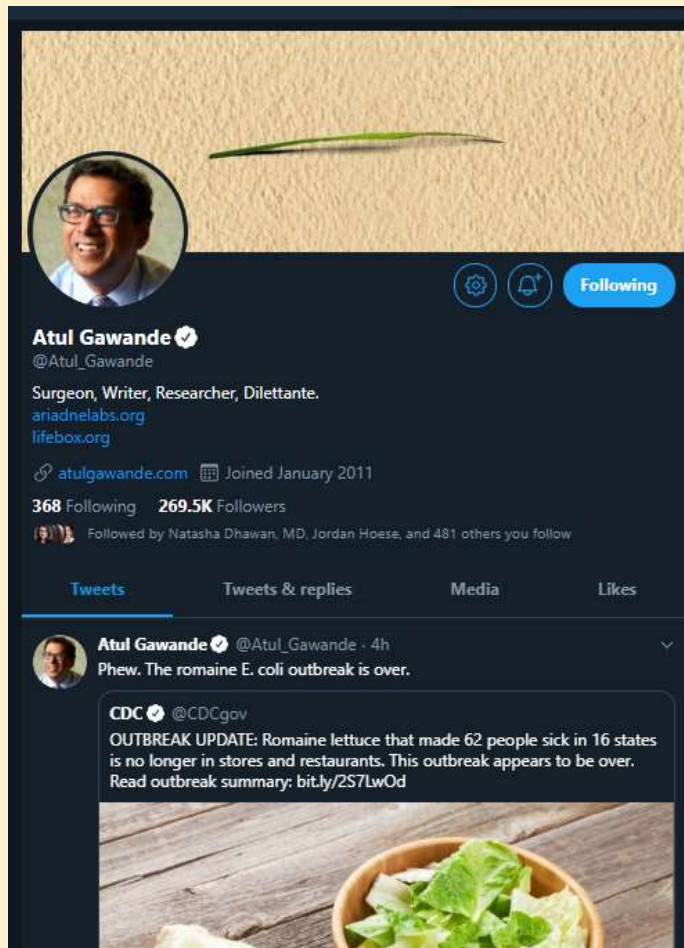 Following
Atul Gawande
@Atul_Gawande
Surgeon, Writer, Researcher, Dilettante.
ariadnelabs.org
lifebox.org
atulgawande.com Joined January 2011
368 Following 269.5K Followers
Followed by Natasha Dhawan, MD, Jordan Hoese, and 481 others you follow
Tweets Tweets & replies Media Likes
Atul Gawande @Atul_Gawande · 4h
Phew. The romaine E. coli outbreak is over.
CDC @CDCgov
OUTBREAK UPDATE: Romaine lettuce that made 62 people sick in 16 states
is no longer in stores and restaurants. This outbreak appears to be over.
Read outbreak summary: bit.ly/2S7LwOd